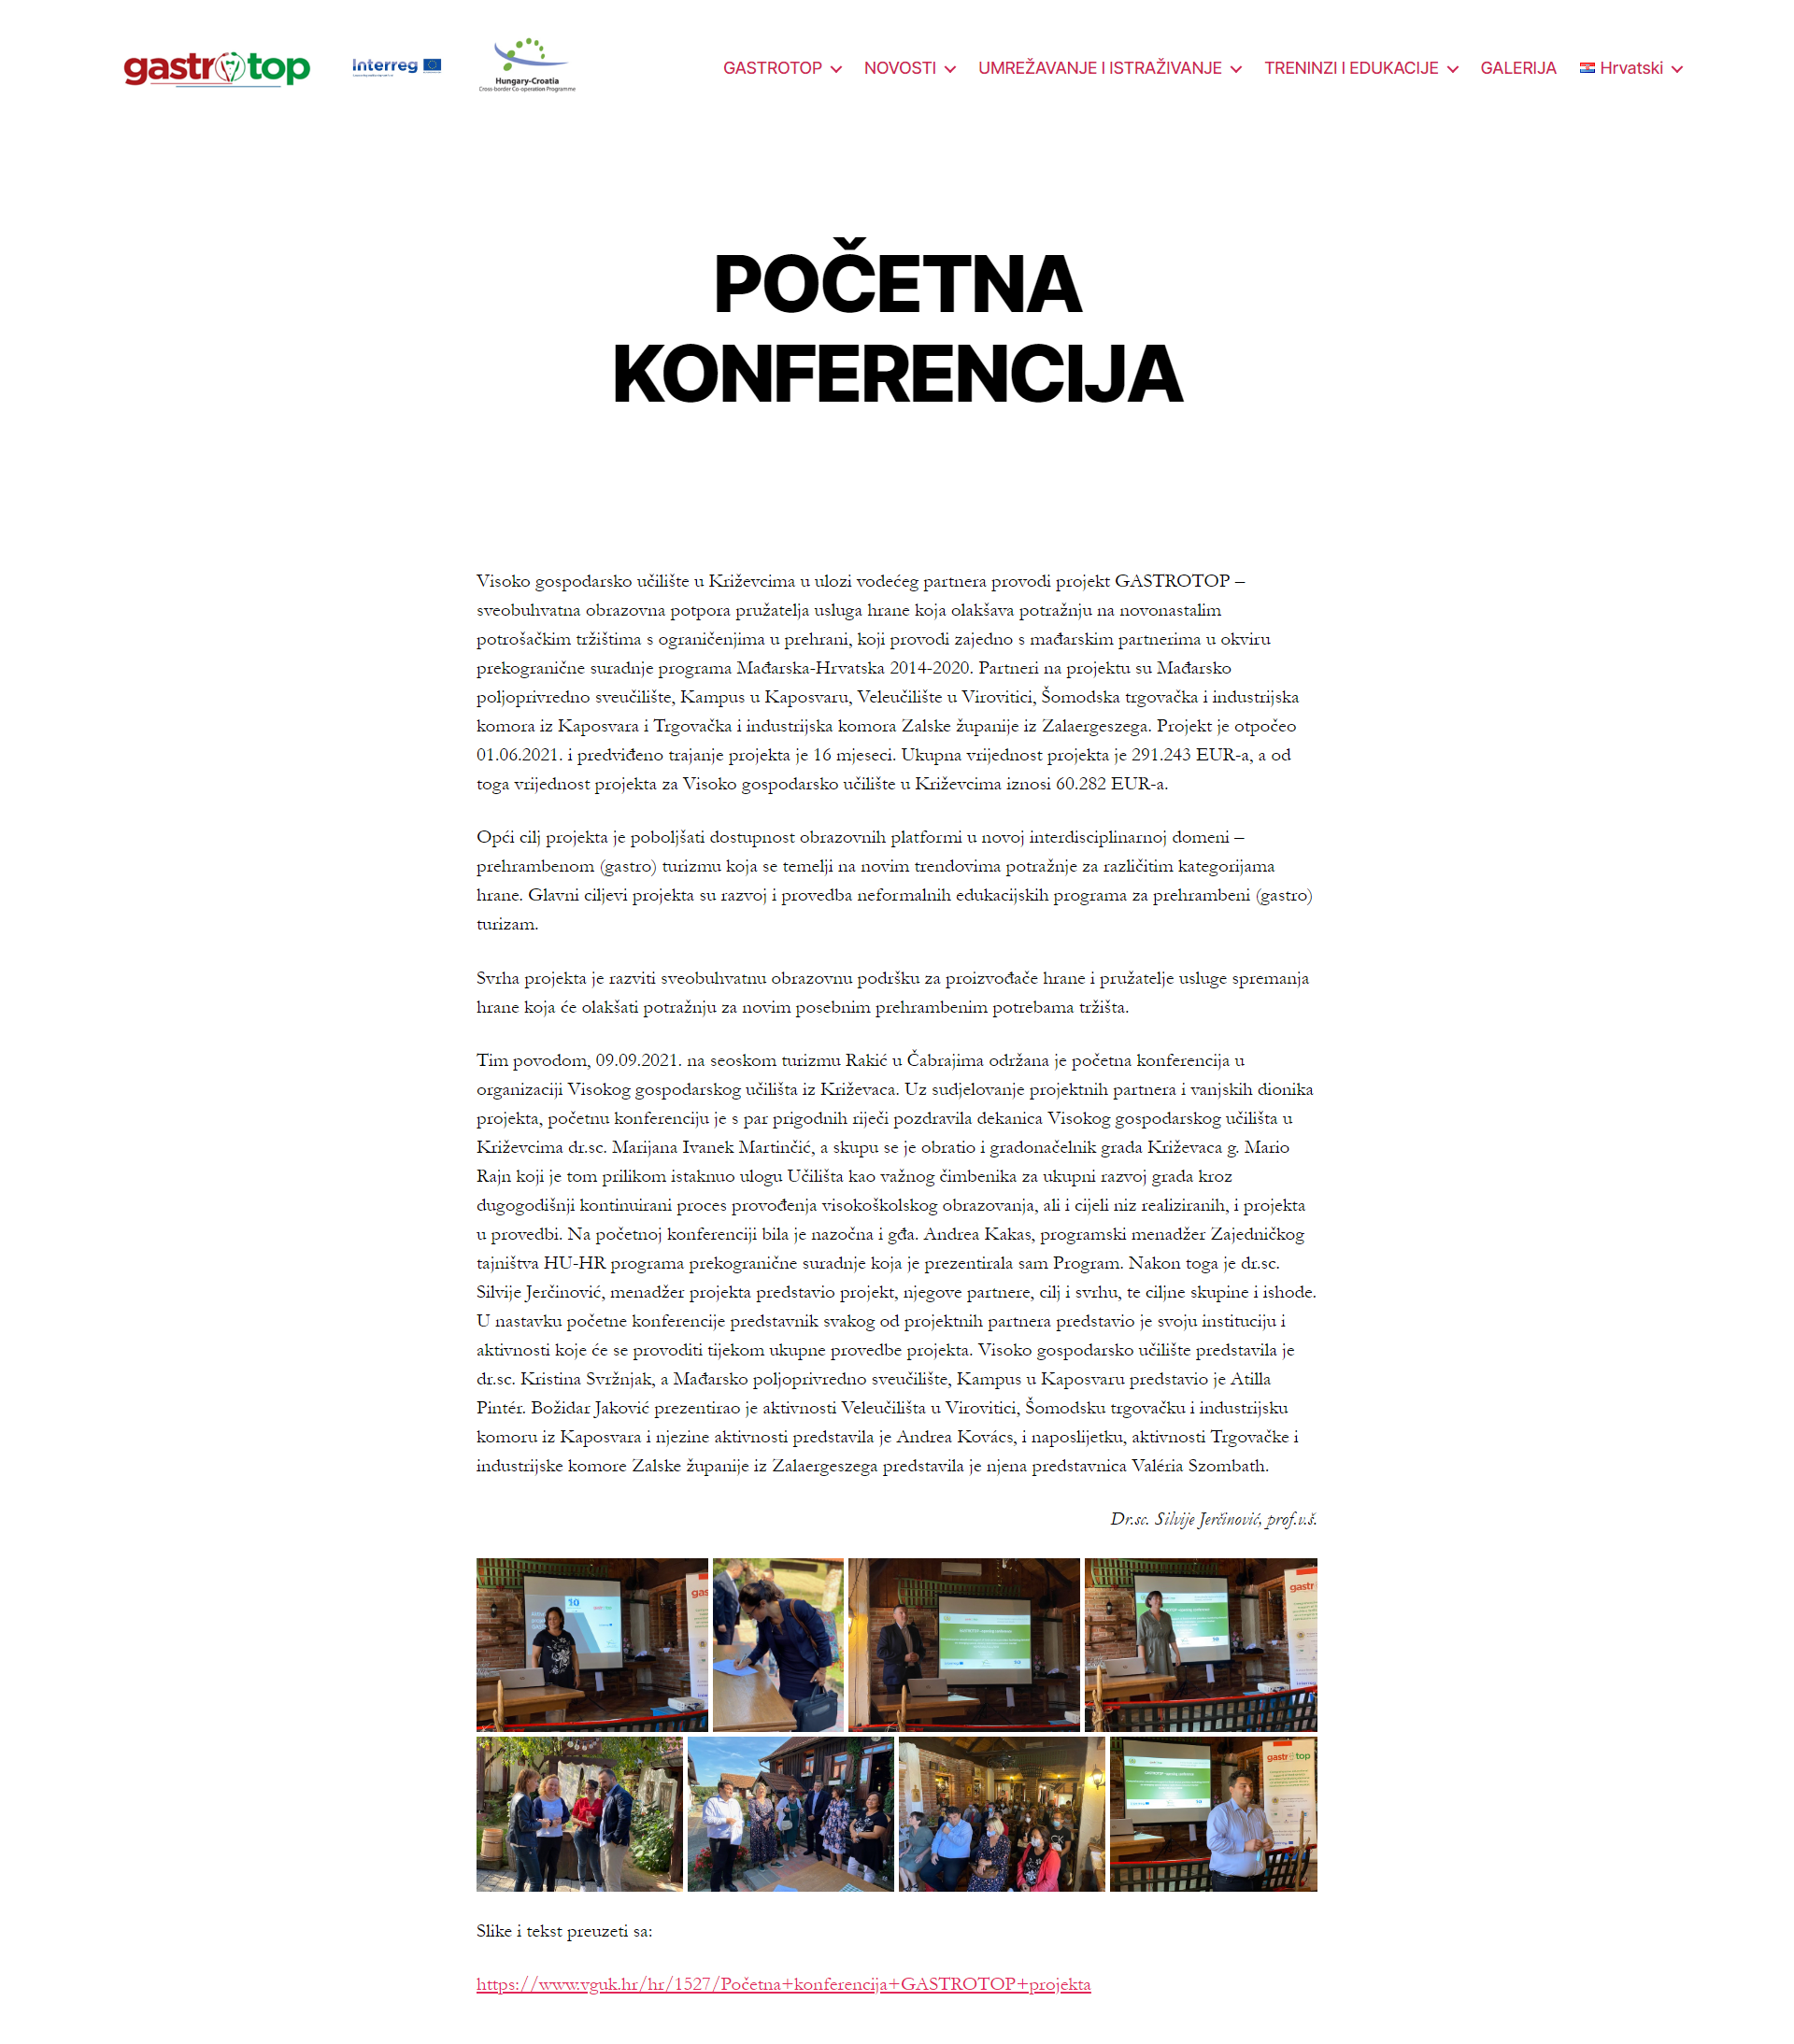 gastrotop
Interreg
Hungary-Croatia
Cross-border Co-operation Programme
GASTROTOP NOVOSTI UMREŽAVANJE I ISTRAŽIVANJE TRENINZI I EDUKACIJE GALERIJA Hrvatski
POČETNA
KONFERENCIJA
Visoko gospodarsko učilište u Križevcima u ulozi vodećeg partnera provodi projekt GASTROTOP –
sveobuhvatna obrazovna potpora pružatelja usluga hrane koja olakšava potražnju na novonastalim
potrošačkim tržištima s ograničenjima u prehrani, koji provodi zajedno s mađarskim partnerima u okviru
prekogranične suradnje programa Mađarska-Hrvatska 2014-2020. Partneri na projektu su Mađarsko
poljoprivredno sveučilište, Kampus u Kaposvaru, Veleučilište u Virovitici, Šomodska trgovačka i industrijska
komora iz Kaposvara i Trgovačka i industrijska komora Zalske županije iz Zalaergeszega. Projekt je otpočeo
01.06.2021. i predviđeno trajanje projekta je 16 mjeseci. Ukupna vrijednost projekta je 291.243 EUR-a, a od
toga vrijednost projekta za Visoko gospodarsko učilište u Križevcima iznosi 60.282 EUR-a.
Opći cilj projekta je poboljšati dostupnost obrazovnih platformi u novoj interdisciplinarnoj domeni –
prehrambenom (gastro) turizmu koja se temelji na novim trendovima potražnje za različitim kategorijama
hrane. Glavni ciljevi projekta su razvoj i provedba neformalnih edukacijskih programa za prehrambeni (gastro)
turizam.
Svrha projekta je razviti sveobuhvatnu obrazovnu podršku za proizvođače hrane i pružatelje usluge spremanja
hrane koja će olakšati potražnju za novim posebnim prehrambenim potrebama tržišta.
Tim povodom, 09.09.2021. na seoskom turizmu Rakić u Čabrajima održana je početna konferencija u
organizaciji Visokog gospodarskog učilišta iz Križevaca. Uz sudjelovanje projektnih partnera i vanjskih dionika
projekta, početnu konferenciju je s par prigodnih riječi pozdravila dekanica Visokog gospodarskog učilišta u
Križevcima dr.sc. Marijana Ivanek Martinčić, a skupu se je obratio i gradonačelnik grada Križevaca g. Mario
Rajn koji je tom prilikom istaknuo ulogu Učilišta kao važnog čimbenika za ukupni razvoj grada kroz
dugogodišnji kontinuirani proces provođenja visokoškolskog obrazovanja, ali i cijeli niz realiziranih, i projekta
u provedbi. Na početnoj konferenciji bila je nazočna i gđa. Andrea Kakas, programski menadžer Zajedničkog
tajništva HU-HR programa prekogranične suradnje koja je prezentirala sam Program. Nakon toga je dr.sc.
Silvije Jerčinović, menadžer projekta predstavio projekt, njegove partnere, cilj i svrhu, te ciljne skupine i ishode.
U nastavku početne konferencije predstavnik svakog od projektnih partnera predstavio je svoju instituciju i
aktivnosti koje će se provoditi tijekom ukupne provedbe projekta. Visoko gospodarsko učilište predstavila je
dr.sc. Kristina Svržnjak, a Mađarsko poljoprivredno sveučilište, Kampus u Kaposvaru predstavio je Atilla
Pintér. Božidar Jaković prezentirao je aktivnosti Veleučilišta u Virovitici, Šomodsku trgovačku i industrijsku
komoru iz Kaposvara i njezine aktivnosti predstavila je Andrea Kovács, i naposlijetku, aktivnosti Trgovačke i
industrijske komore Zalske županije iz Zalaergeszega predstavila je njena predstavnica Valéria Szombath.
Dr.sc. Silvije Jerčinović, prof.v.š.
Slike i tekst preuzeti sa:
https://www.vguk.hr/hr/1527/Početna+konferencija+GASTROTOP+projekta